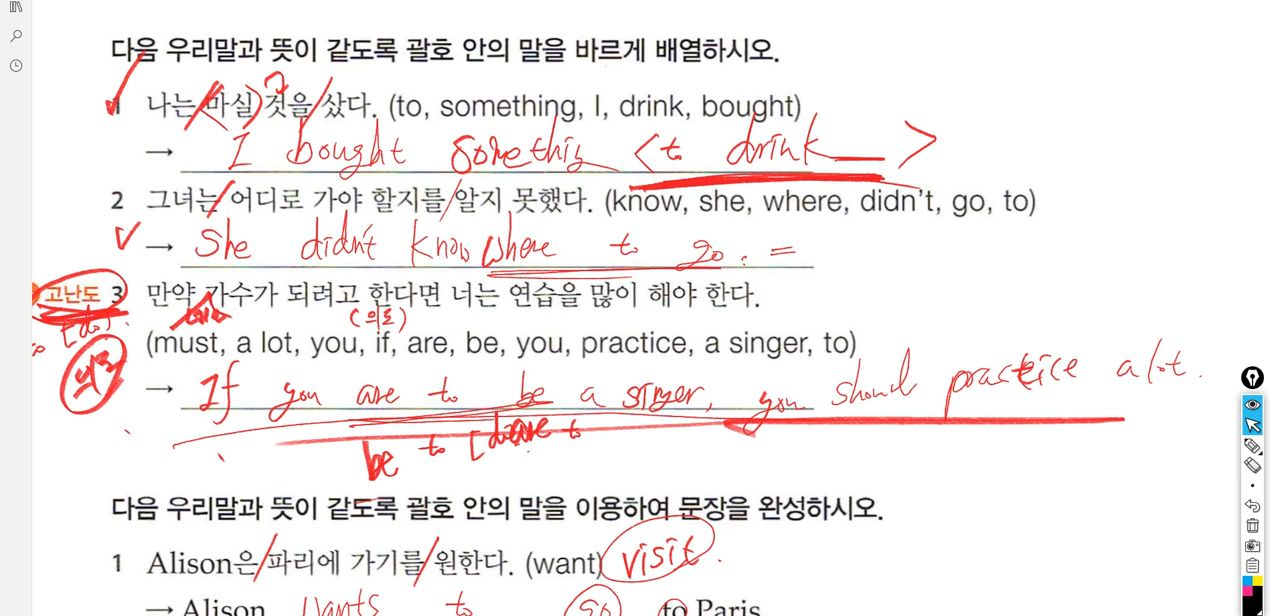 다음 우리말과 뜻이 같도록 괄호 안의 말을 바르게 배열하시오.
1 나는 마실 것을 샀다. (to, something, I, drink, bought)
→ I bought somethin <to drink>
2 그녀는 어디로 가야 할지를 알지 못했다. (know, she, where, didn't, go, to)
→ She didn't know where to go. =
고난도 3 만약 가수가 되려고 한다면 너는 연습을 많이 해야 한다.
(의도)
(must, a lot, you, if, are, be, you, practice, a singer, to)
→ If you are to be a singer, you should practice a lot.
be to
다음 우리말과 뜻이 같도록 괄호 안의 말을 이용하여 문장을 완성하시오.
1 Alison은 파리에 가기를 원한다. (want) visit
→ Alison wants to go to Paris